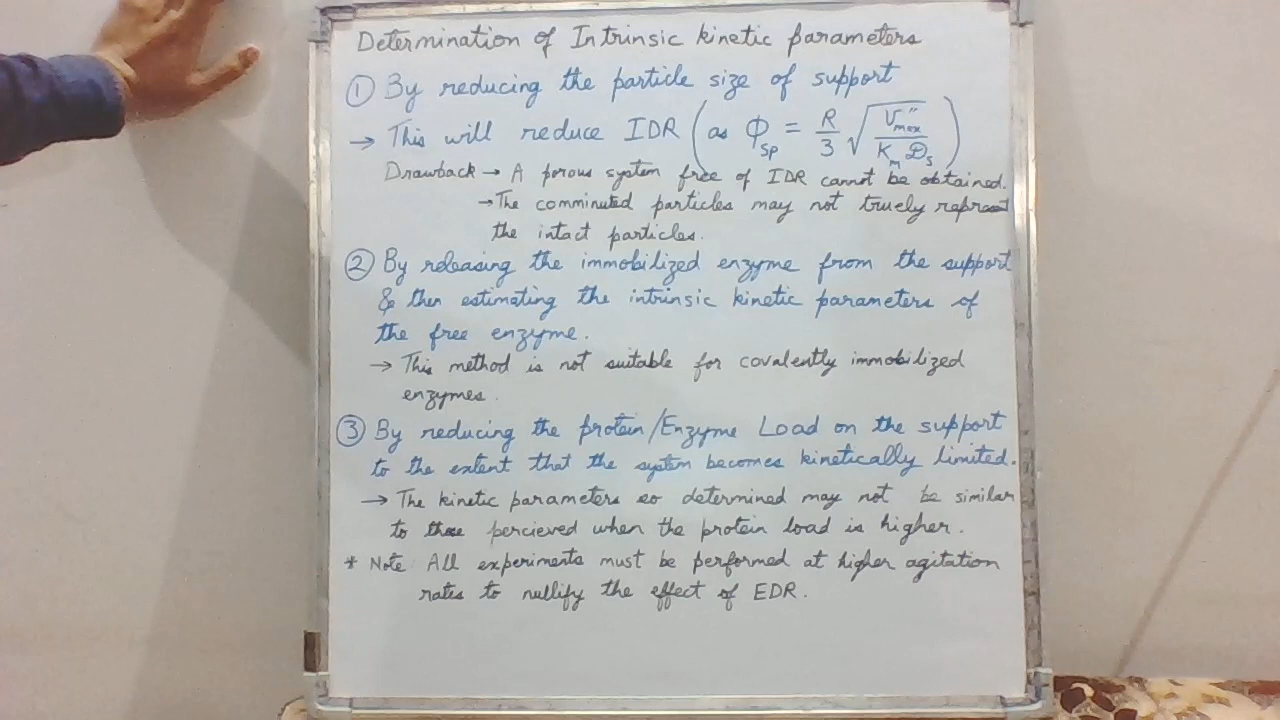 Determination of Intrinsic kinetic parameters
① By reducing the particle size of support
→ This will reduce IDR (as Φsp = R/3 √(Vmax'' / Km Ds))
Drawback → A porous system free of IDR cannot be obtained.
→ The comminuted particles may not truely represent
the intact particles.
② By releasing the immobilized enzyme from the support
& then estimating the intrinsic kinetic parameters of
the free enzyme.
→ This method is not suitable for covalently immobilized
enzymes.
③ By reducing the protein/Enzyme Load on the support
to the extent that the system becomes kinetically limited.
→ The kinetic parameters so determined may not be similar
to those percieved when the protein load is higher.
* Note: All experiments must be performed at higher agitation
rates to nullify the effect of EDR.